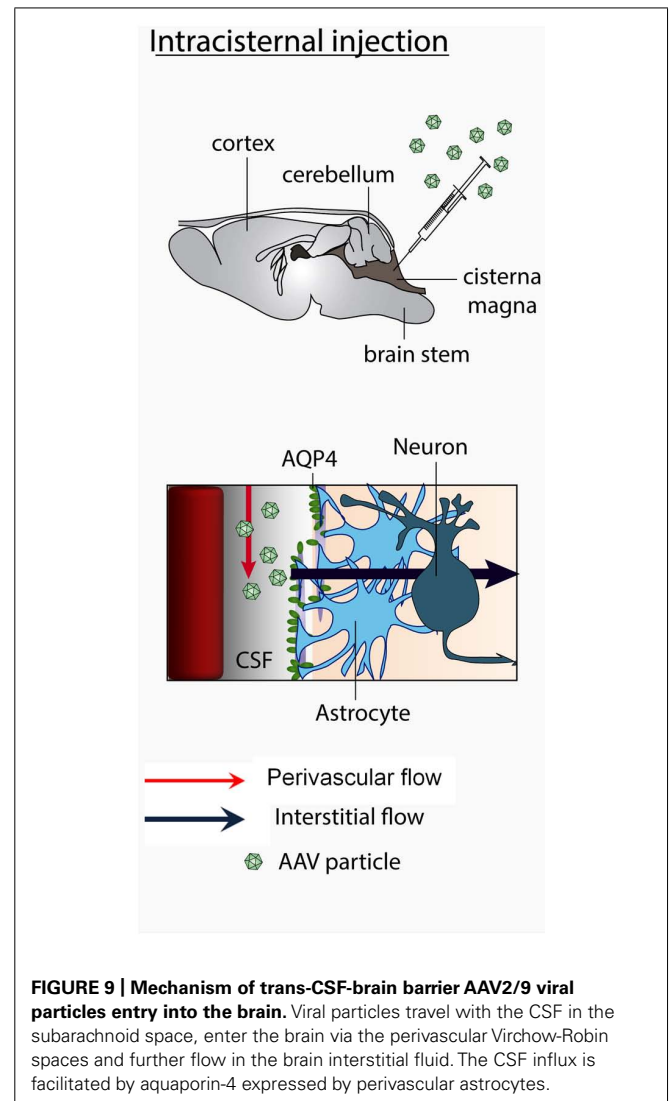 Intracisternal injection
cortex
cerebellum
cisterna
magna
brain stem
AQP4
Neuron
CSF
Astrocyte
Perivascular flow
Interstitial flow
AAV particle
FIGURE 9 | Mechanism of trans-CSF-brain barrier AAV2/9 viral
particles entry into the brain. Viral particles travel with the CSF in the
subarachnoid space, enter the brain via the perivascular Virchow-Robin
spaces and further flow in the brain interstitial fluid. The CSF influx is
facilitated by aquaporin-4 expressed by perivascular astrocytes.